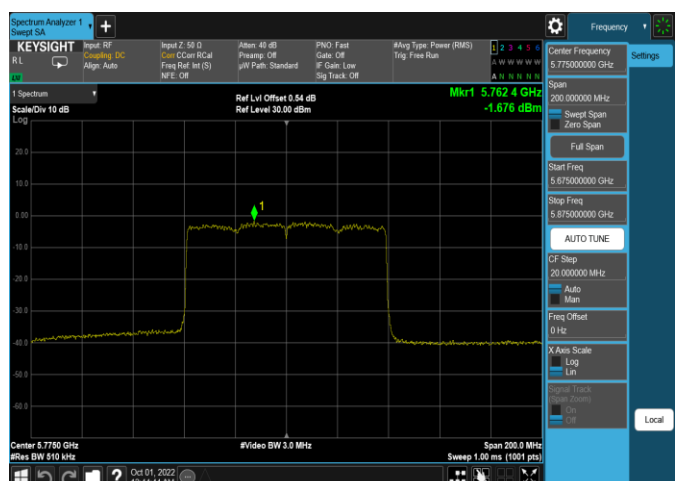 Spectrum Analyzer 1
Swept SA
+
Frequency
KEYSIGHT
RL
LXI
Input: RF
Coupling: DC
Align: Auto
Input Z: 50 Ω
Corr CCorr RCal
Freq Ref: Int (S)
NFE: Off
Atten: 40 dB
Preamp: Off
µW Path: Standard
PNO: Fast
Gate: Off
IF Gain: Low
Sig Track: Off
#Avg Type: Power (RMS)
Trig: Free Run
1 2 3 4 5 6
A W W W W W
A N N N N N
1 Spectrum
Scale/Div 10 dB
Log
Ref Lvl Offset 0.54 dB
Ref Level 30.00 dBm
Mkr1 5.762 4 GHz
-1.676 dBm
20.0
10.0
0.00
-10.0
-20.0
-30.0
-40.0
-50.0
-60.0
1
Center 5.7750 GHz
#Res BW 510 kHz
#Video BW 3.0 MHz
Span 200.0 MHz
Sweep 1.00 ms (1001 pts)
?
Oct 01, 2022
Center Frequency
5.775000000 GHz
Settings
Span
200.000000 MHz
Swept Span
Zero Span
Full Span
Start Freq
5.675000000 GHz
Stop Freq
5.875000000 GHz
AUTO TUNE
CF Step
20.000000 MHz
Auto
Man
Freq Offset
0 Hz
X Axis Scale
Log
Lin
Signal Track
(Span Zoom)
On
Off
Local